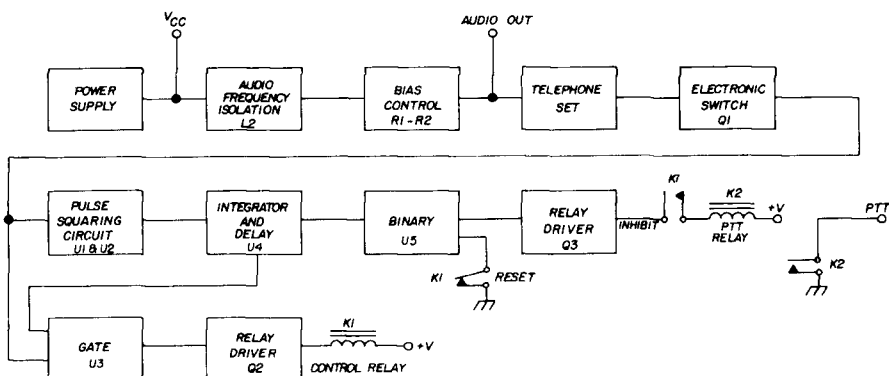 VCC
AUDIO OUT
POWER
SUPPLY
AUDIO
FREQUENCY
ISOLATION
L2
BIAS
CONTROL
R1-R2
TELEPHONE
SET
ELECTRONIC
SWITCH
Q1
PULSE
SQUARING
CIRCUIT
U1 & U2
INTEGRATOR
AND
DELAY
U4
BINARY
U5
RELAY
DRIVER
Q3
INHIBIT
K1
K2
+V
PTT
RELAY
PTT
K2
K1
RESET
GATE
U3
RELAY
DRIVER
Q2
K1
+V
CONTROL RELAY